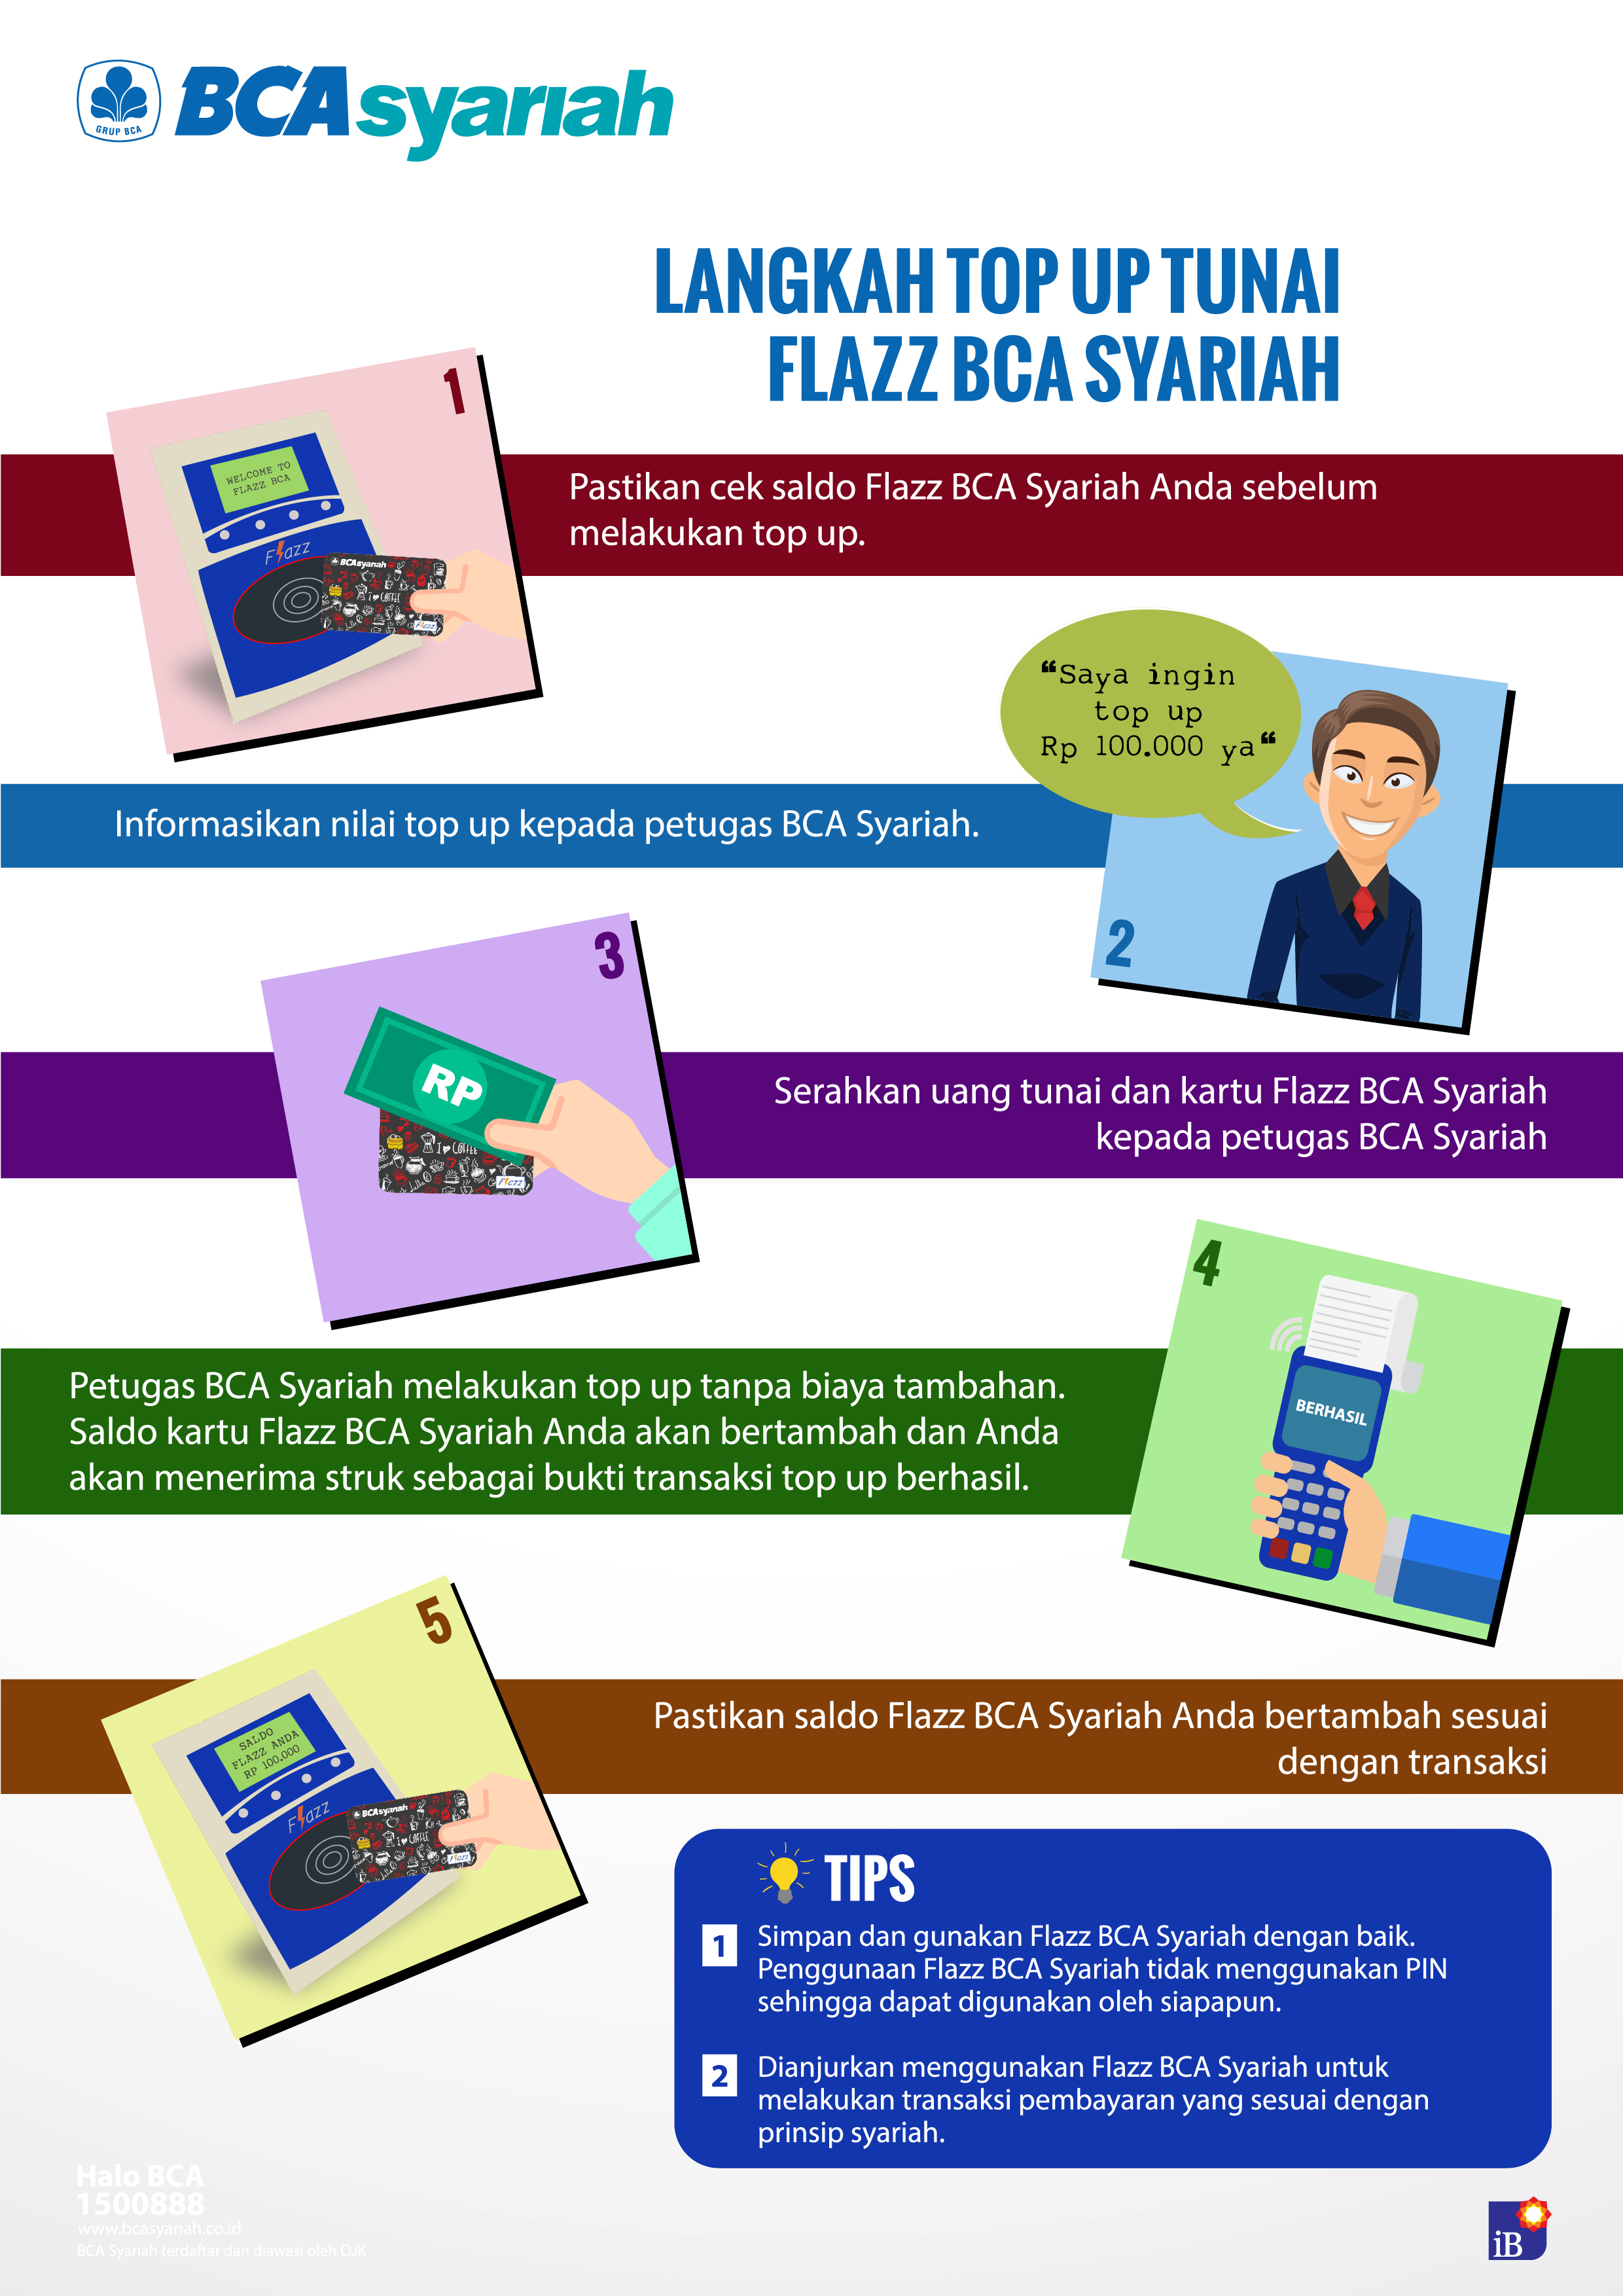 GRUP BCA
BCAsyariah
LANGKAH TOP UP TUNAI
FLAZZ BCA SYARIAH
1
WELCOME TO
FLAZZ BCA
Flazz
BCAsyariah
I ♥ COFFEE
Flazz
Pastikan cek saldo Flazz BCA Syariah Anda sebelum
melakukan top up.
“Saya ingin
top up
Rp 100.000 ya“
2
Informasikan nilai top up kepada petugas BCA Syariah.
3
RP
I ♥ COFFEE
Flazz
Serahkan uang tunai dan kartu Flazz BCA Syariah
kepada petugas BCA Syariah
4
BERHASIL
Petugas BCA Syariah melakukan top up tanpa biaya tambahan.
Saldo kartu Flazz BCA Syariah Anda akan bertambah dan Anda
akan menerima struk sebagai bukti transaksi top up berhasil.
5
SALDO
FLAZZ ANDA
RP 100.000
Flazz
BCAsyariah
I ♥ COFFEE
Flazz
Pastikan saldo Flazz BCA Syariah Anda bertambah sesuai
dengan transaksi
TIPS
1 Simpan dan gunakan Flazz BCA Syariah dengan baik.
Penggunaan Flazz BCA Syariah tidak menggunakan PIN
sehingga dapat digunakan oleh siapapun.
2 Dianjurkan menggunakan Flazz BCA Syariah untuk
melakukan transaksi pembayaran yang sesuai dengan
prinsip syariah.
Halo BCA
1500888
www.bcasyariah.co.id
BCA Syariah terdaftar dan diawasi oleh OJK
iB